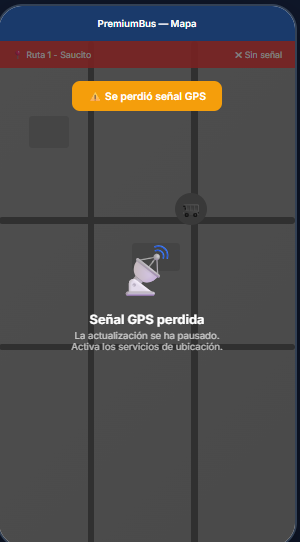 PremiumBus — Mapa
Ruta 1 - Saucito
✕ Sin señal
⚠ Se perdió señal GPS
Señal GPS perdida
La actualización se ha pausado.
Activa los servicios de ubicación.